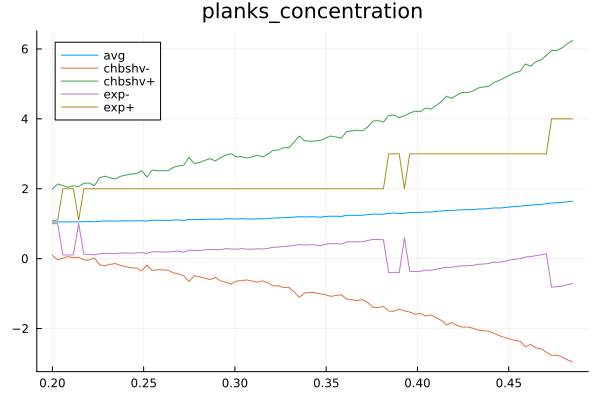 planks_concentration
6
4
2
0
−2
avg
chbshv-
chbshv+
exp-
exp+
0.20 0.25 0.30 0.35 0.40 0.45